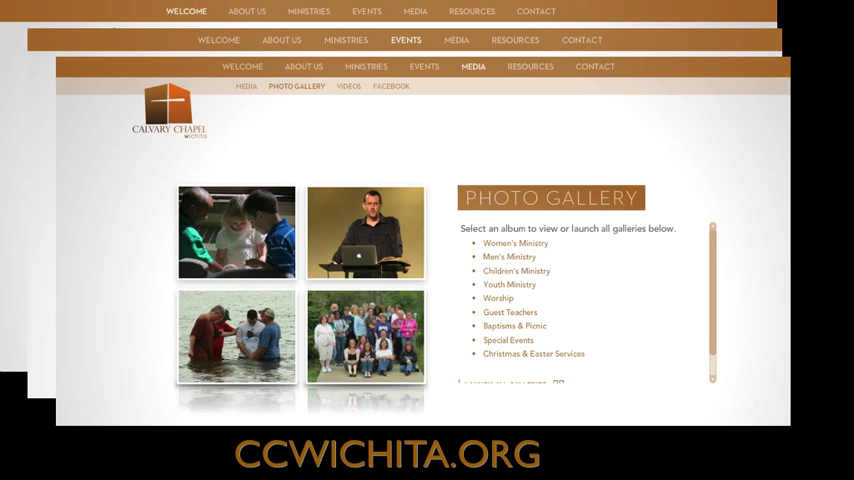 WELCOME ABOUT US MINISTRIES EVENTS MEDIA RESOURCES CONTACT
WELCOME ABOUT US MINISTRIES EVENTS MEDIA RESOURCES CONTACT
WELCOME ABOUT US MINISTRIES EVENTS MEDIA RESOURCES CONTACT
MEDIA PHOTO GALLERY VIDEOS FACEBOOK
CALVARY CHAPEL
wichita
PHOTO GALLERY
Select an album to view or launch all galleries below.
• Women's Ministry
• Men's Ministry
• Children's Ministry
• Youth Ministry
• Worship
• Guest Teachers
• Baptisms & Picnic
• Special Events
• Christmas & Easter Services
CCWICHITA.ORG